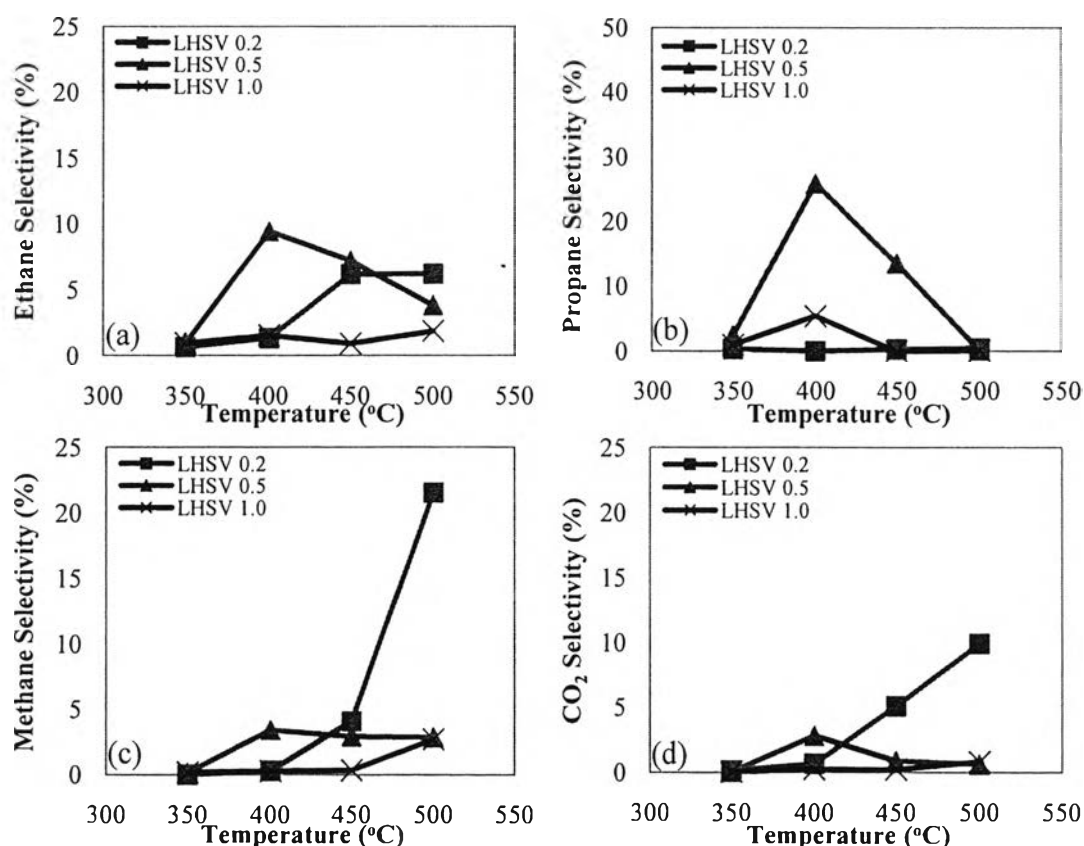 Ethane Selectivity (%)
25
20
15
10
5
0
LHSV 0.2
LHSV 0.5
LHSV 1.0
(a)
300 350 400 450 500 550
Temperature (°C)
Propane Selectivity (%)
50
40
30
20
10
0
LHSV 0.2
LHSV 0.5
LHSV 1.0
(b)
300 350 400 450 500 550
Temperature (°C)
Methane Selectivity (%)
25
20
15
10
5
0
LHSV 0.2
LHSV 0.5
LHSV 1.0
(c)
300 350 400 450 500 550
Temperature (°C)
CO₂ Selectivity (%)
25
20
15
10
5
0
LHSV 0.2
LHSV 0.5
LHSV 1.0
(d)
300 350 400 450 500 550
Temperature (°C)